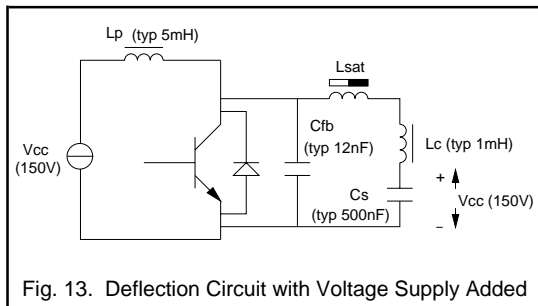 Lp (typ 5mH)
Lsat
Vcc
(150V)
Cfb
(typ 12nF)
Lc (typ 1mH)
Cs
(typ 500nF)
+
Vcc (150V)
−
Fig. 13. Deflection Circuit with Voltage Supply Added